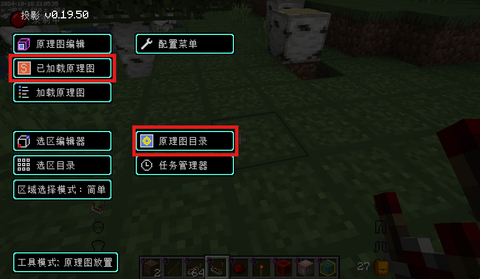 投影 v0.19.50
原理图编辑
配置菜单
已加载原理图
加载原理图
选区编辑器
原理图目录
选区目录
任务管理器
区域选择模式: 简单
工具模式: 原理图放置
2
64
27